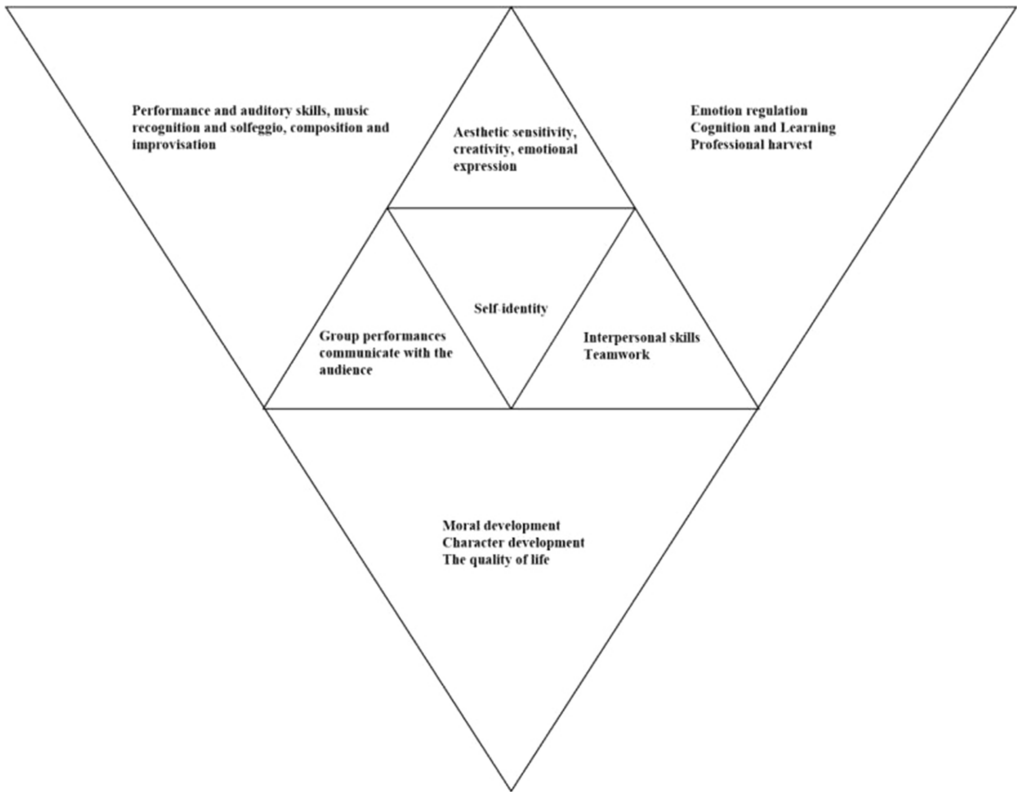 Performance and auditory skills, music
recognition and solfeggio, composition and
improvisation
Aesthetic sensitivity,
creativity, emotional
expression
Emotion regulation
Cognition and Learning
Professional harvest
Group performances
communicate with the
audience
Self-identity
Interpersonal skills
Teamwork
Moral development
Character development
The quality of life